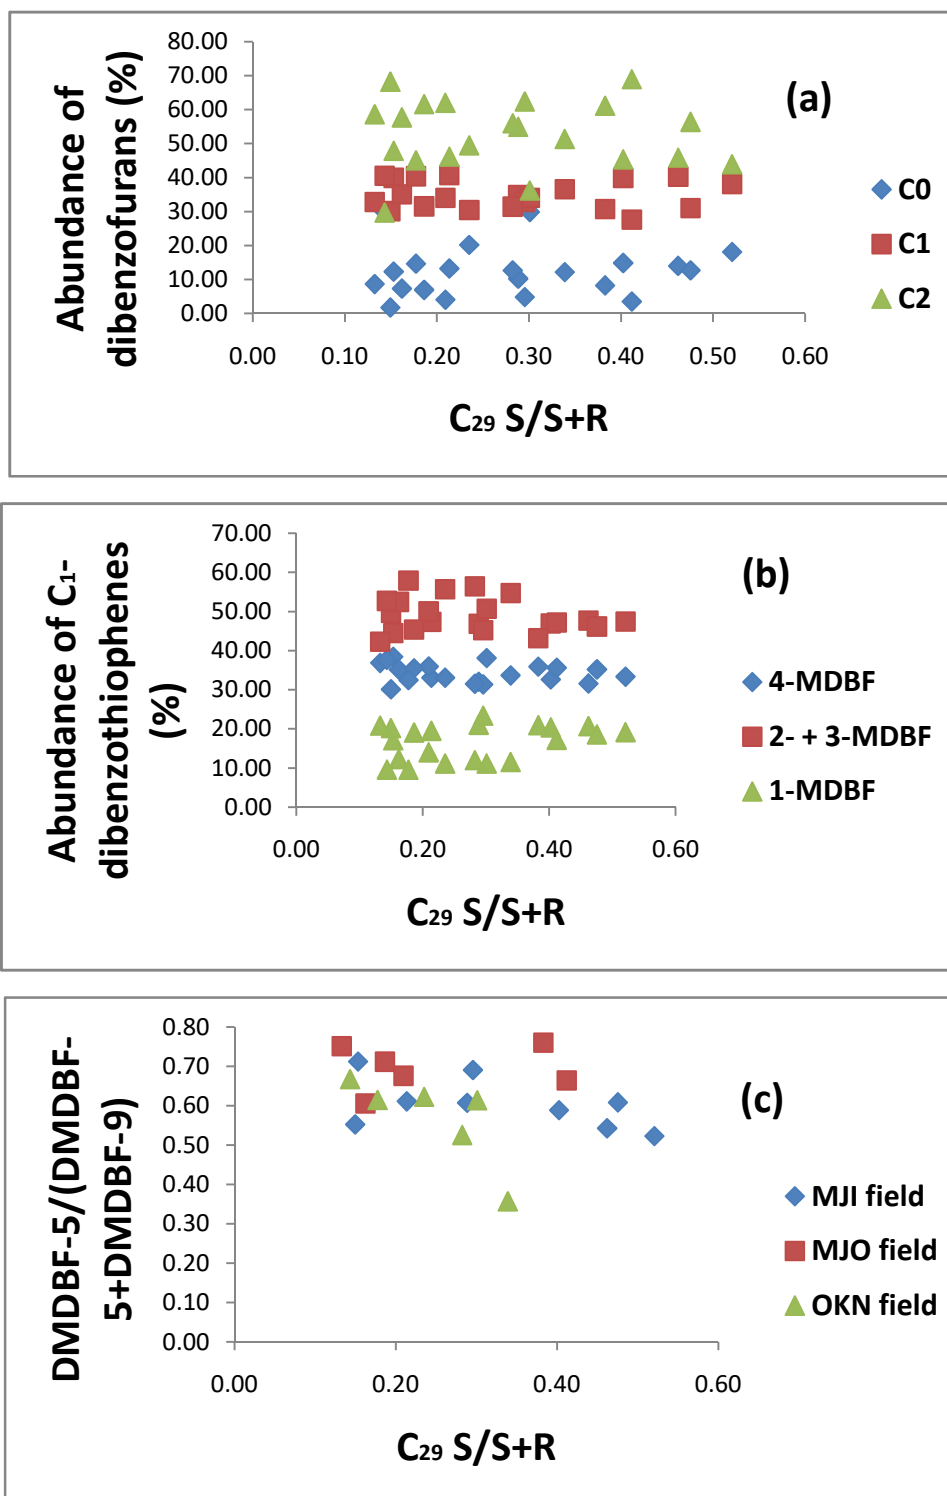 80.00
70.00
60.00
50.00
40.00
30.00
20.00
10.00
0.00
Abundance of
dibenzofurans (%)
(a)
C0
C1
C2
0.00 0.10 0.20 0.30 0.40 0.50 0.60
C29 S/S+R
70.00
60.00
50.00
40.00
30.00
20.00
10.00
0.00
Abundance of C1-
dibenzothiophenes
(%)
(b)
4-MDBF
2- + 3-MDBF
1-MDBF
0.00 0.20 0.40 0.60
C29 S/S+R
0.80
0.70
0.60
0.50
0.40
0.30
0.20
0.10
0.00
DMDBF-5/(DMDBF-
5+DMDBF-9)
(c)
MJI field
MJO field
OKN field
0.00 0.20 0.40 0.60
C29 S/S+R